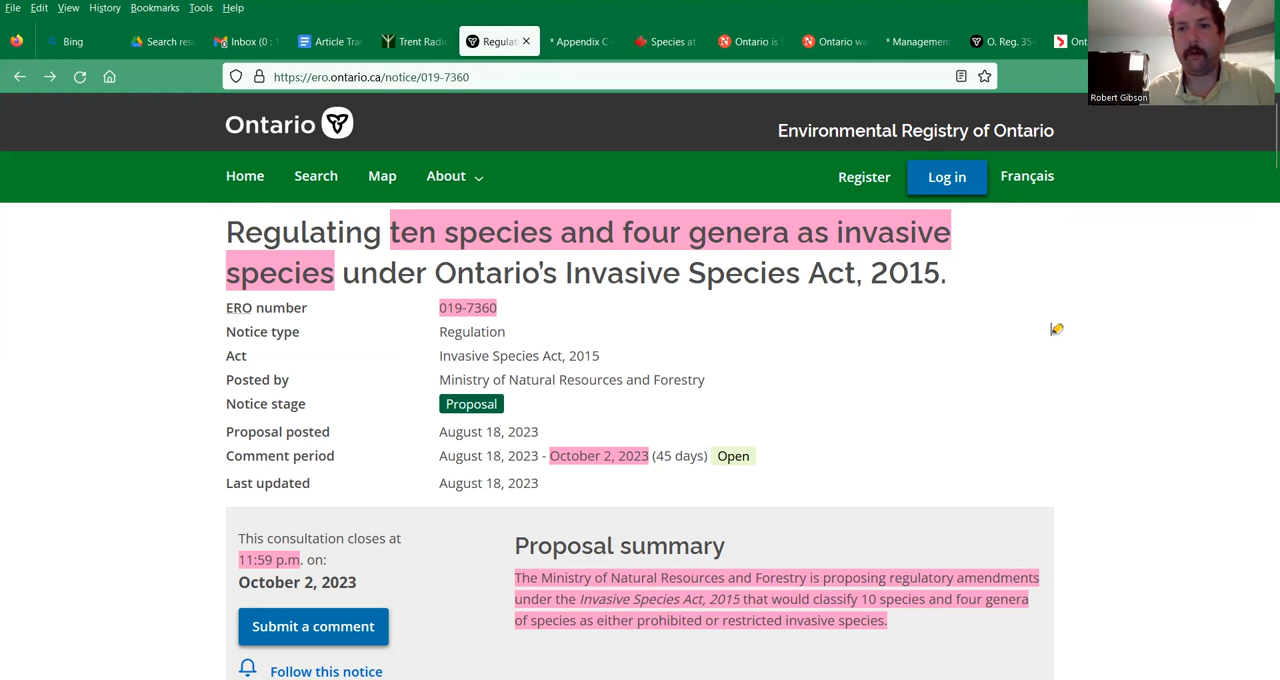 File Edit View History Bookmarks Tools Help
Bing
Search res
Inbox (0 :
Article Tra
Trent Radi
Regulat
* Appendix C -
Species at
Ontario is
Ontario wa
* Managemen
O. Reg. 35
Ont
https://ero.ontario.ca/notice/019-7360
Robert Gibson
Ontario
Environmental Registry of Ontario
Home Search Map About
Register Log in Français
Regulating ten species and four genera as invasive
species under Ontario's Invasive Species Act, 2015.
ERO number 019-7360
Notice type Regulation
Act Invasive Species Act, 2015
Posted by Ministry of Natural Resources and Forestry
Notice stage Proposal
Proposal posted August 18, 2023
Comment period August 18, 2023 - October 2, 2023 (45 days) Open
Last updated August 18, 2023
This consultation closes at
11:59 p.m. on:
October 2, 2023
Submit a comment
Follow this notice
Proposal summary
The Ministry of Natural Resources and Forestry is proposing regulatory amendments
under the Invasive Species Act, 2015 that would classify 10 species and four genera
of species as either prohibited or restricted invasive species.